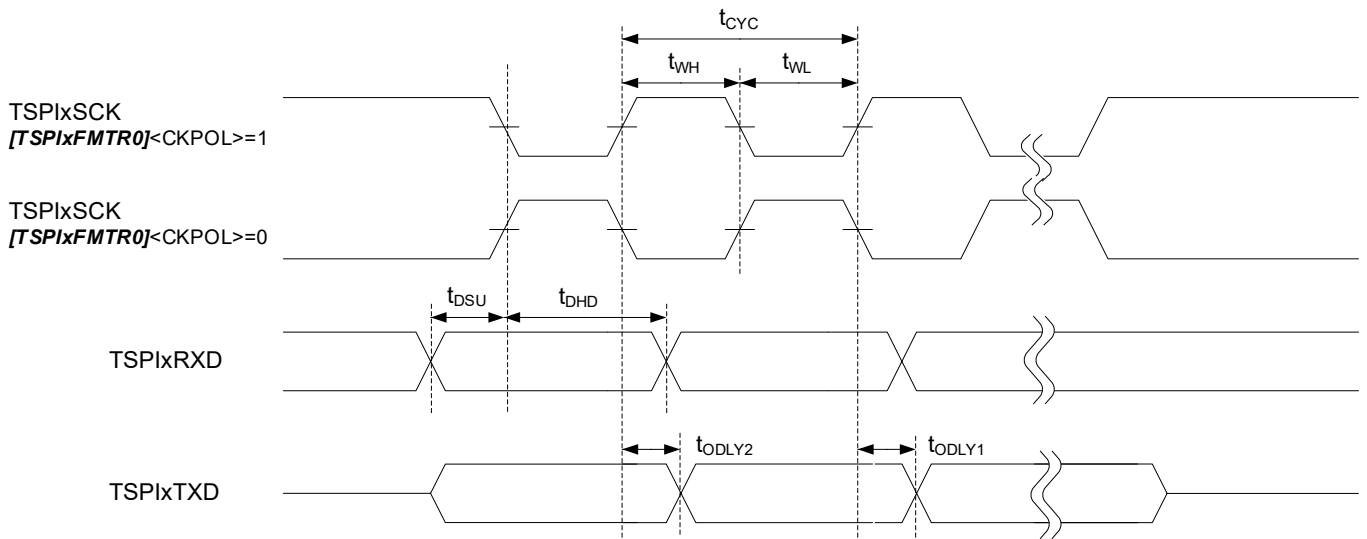 tCYC
tWH
tWL
TSPIxSCK
[TSPIxFMTR0]<CKPOL>=1
TSPIxSCK
[TSPIxFMTR0]<CKPOL>=0
tDSU
tDHD
TSPIxRXD
tODLY2
tODLY1
TSPIxTXD